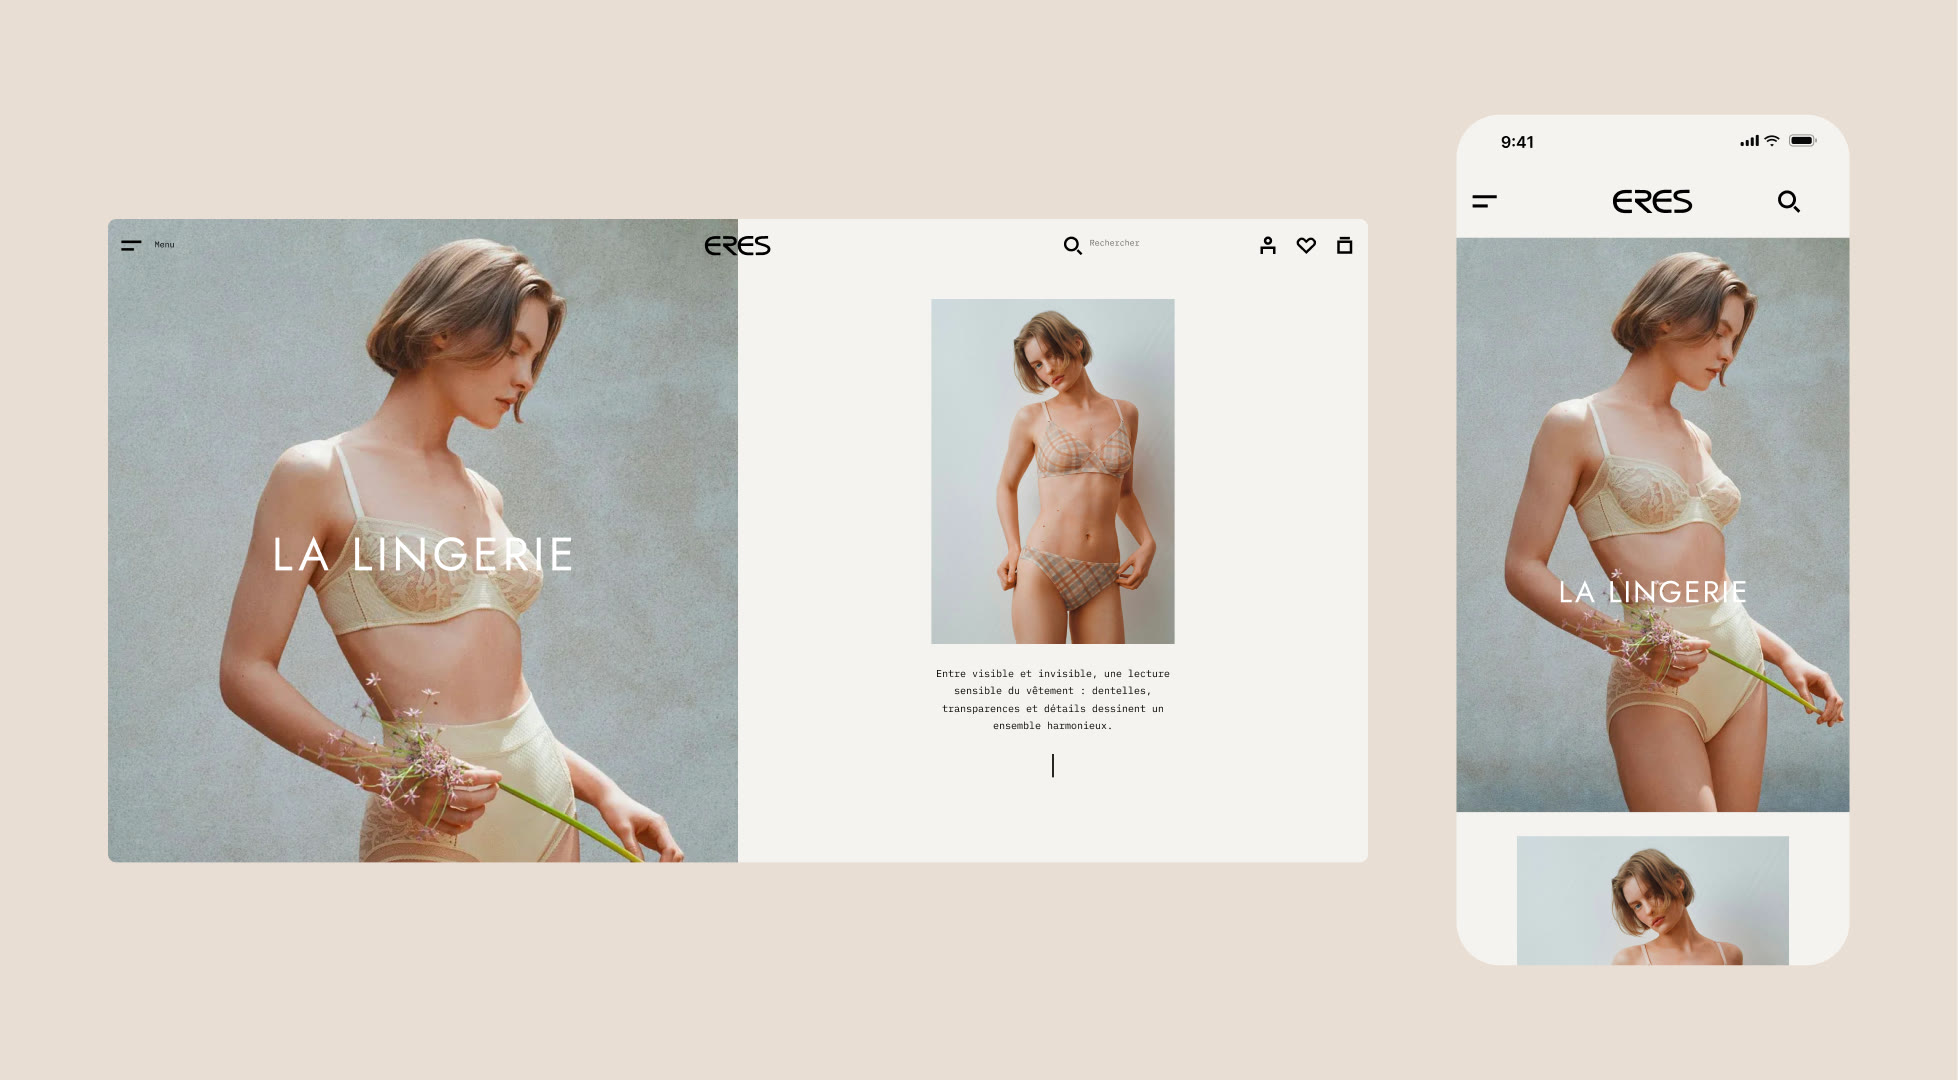 Menu
ERES
Rechercher
LA LINGERIE
Entre visible et invisible, une lecture
sensible du vêtement : dentelles,
transparences et détails dessinent un
ensemble harmonieux.
9:41
ERES
LA LINGERIE